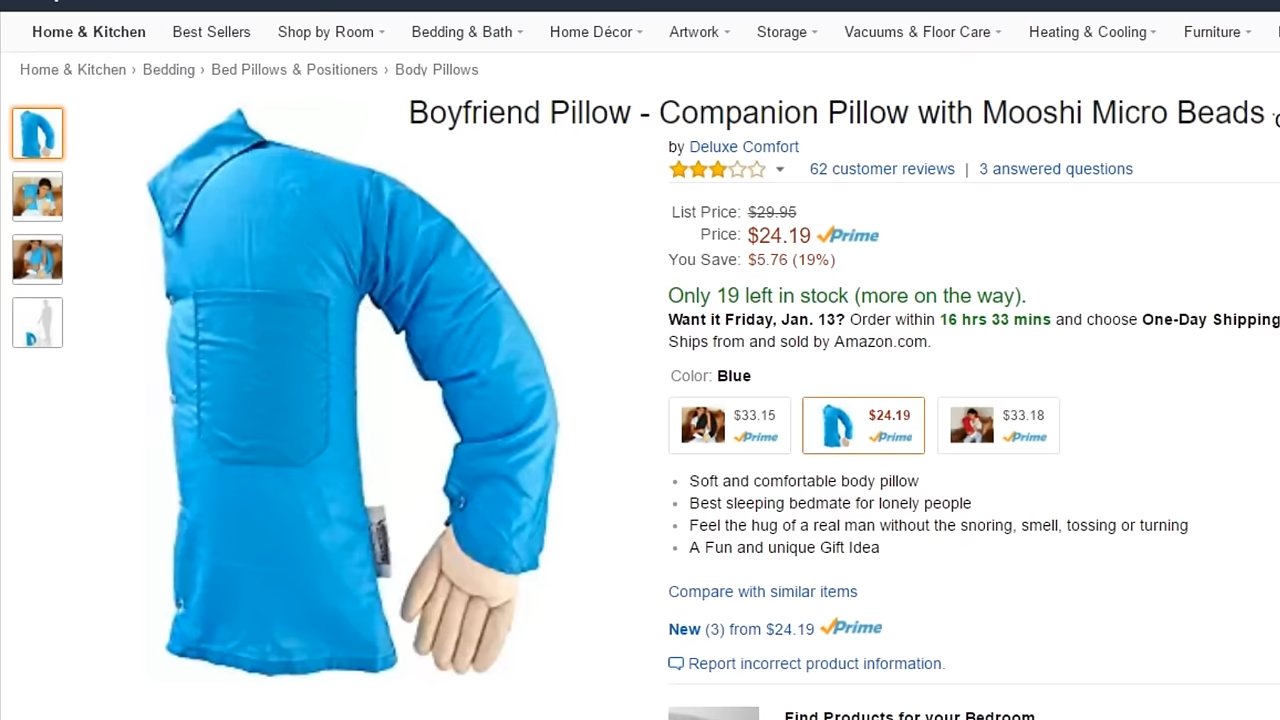 Home & Kitchen Best Sellers Shop by Room Bedding & Bath Home Décor Artwork Storage Vacuums & Floor Care Heating & Cooling Furniture
Home & Kitchen › Bedding › Bed Pillows & Positioners › Body Pillows
Boyfriend Pillow - Companion Pillow with Mooshi Micro Beads
by Deluxe Comfort
62 customer reviews | 3 answered questions
List Price: $29.95
Price: $24.19 Prime
You Save: $5.76 (19%)
Only 19 left in stock (more on the way).
Want it Friday, Jan. 13? Order within 16 hrs 33 mins and choose One-Day Shipping
Ships from and sold by Amazon.com.
Color: Blue
$33.15 $24.19 $33.18
Prime Prime Prime
Soft and comfortable body pillow
Best sleeping bedmate for lonely people
Feel the hug of a real man without the snoring, smell, tossing or turning
A Fun and unique Gift Idea
Compare with similar items
New (3) from $24.19 Prime
Report incorrect product information.
Find Products for your Bedroom